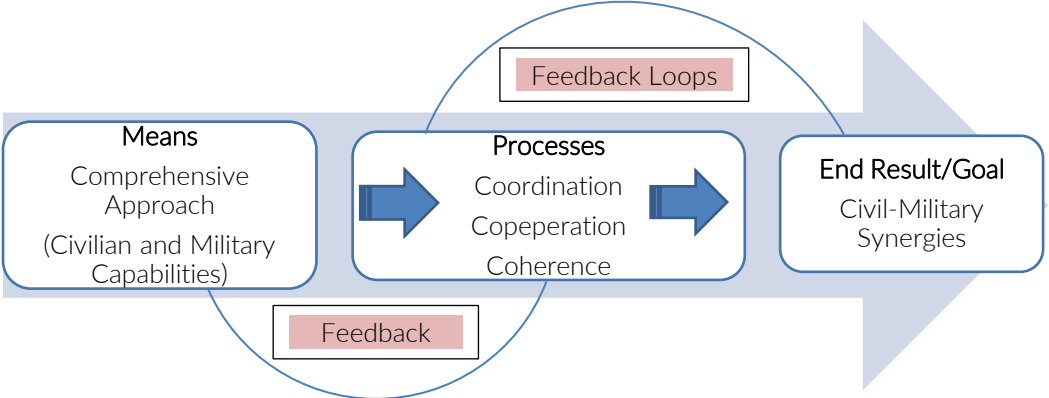 Feedback Loops
Means
Comprehensive
Approach
(Civilian and Military
Capabilities)
Processes
Coordination
Copeperation
Coherence
End Result/Goal
Civil-Military
Synergies
Feedback